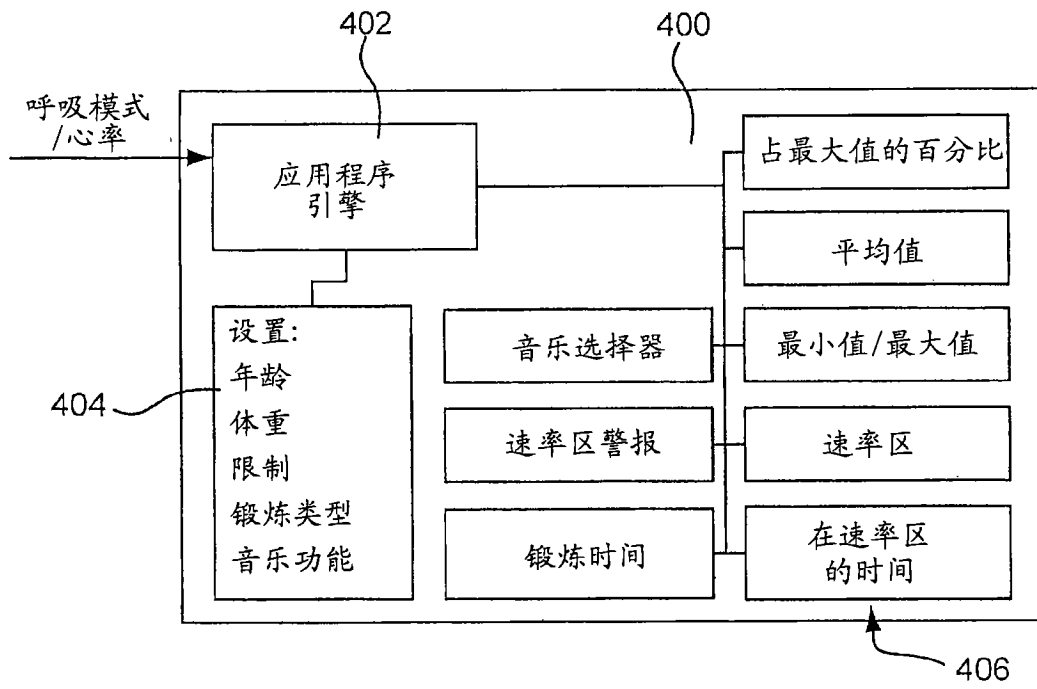 402
400
呼吸模式
/心率
应用程序
引擎
占最大值的百分比
平均值
设置:
年龄
体重
限制
锻炼类型
音乐功能
404
音乐选择器
最小值/最大值
速率区警报
速率区
锻炼时间
在速率区
的时间
406